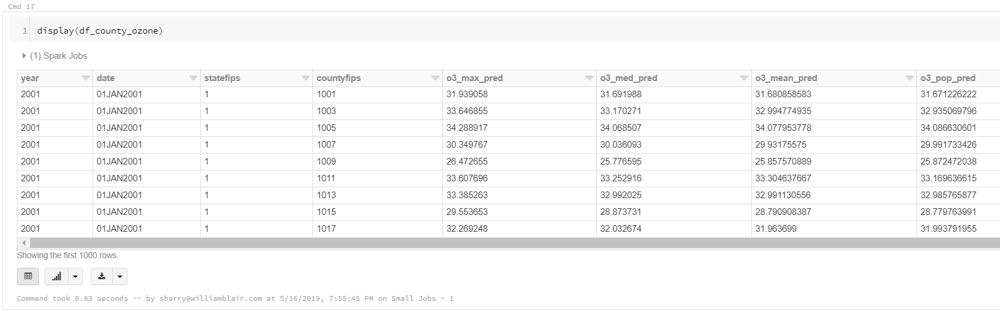 Cmd 17
1 display(df_county_ozone)
(1) Spark Jobs
year date statefips countyfips o3_max_pred o3_med_pred o3_mean_pred o3_pop_pred
2001 01JAN2001 1 1001 31.939058 31.691988 31.680858583 31.671226222
2001 01JAN2001 1 1003 33.646855 33.170271 32.994774935 32.935069796
2001 01JAN2001 1 1005 34.288917 34.068507 34.077953778 34.086630601
2001 01JAN2001 1 1007 30.349767 30.036093 29.93175575 29.991733426
2001 01JAN2001 1 1009 26.472655 25.776595 25.857570889 25.872472038
2001 01JAN2001 1 1011 33.607696 33.252916 33.304637667 33.169636615
2001 01JAN2001 1 1013 33.385263 32.992025 32.991130556 32.985765877
2001 01JAN2001 1 1015 29.553653 28.873731 28.790908387 28.779763991
2001 01JAN2001 1 1017 32.269248 32.032674 31.963699 31.993791955
Showing the first 1000 rows.
Command took 0.83 seconds -- by sbarry@williamblair.com at 5/16/2019, 7:55:45 PM on Small Jobs - 1